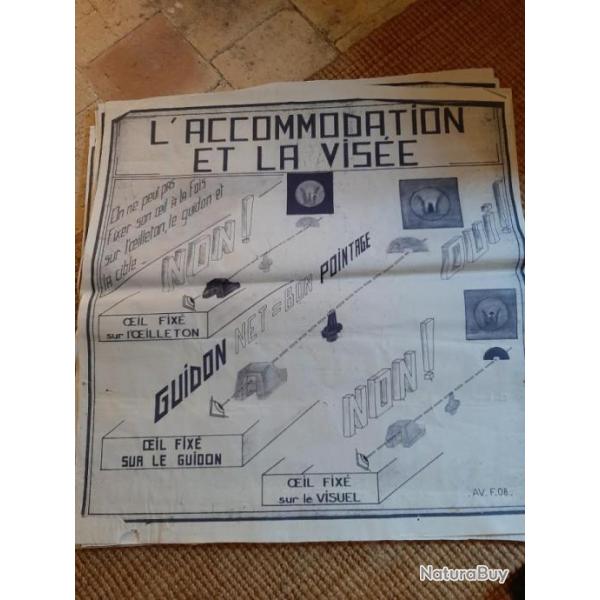 L'ACCOMMODATION
ET LA VISÉE
On ne peut pas
fixer son œil à la fois
sur l'œilleton, le guidon et
la cible...
NON !
OUI !
ŒIL FIXÉ
sur l'ŒILLETON
GUIDON NET = BON POINTAGE
NON !
ŒIL FIXÉ
SUR LE GUIDON
ŒIL FIXÉ
sur le VISUEL
AV. F. 08.
NaturaBuy